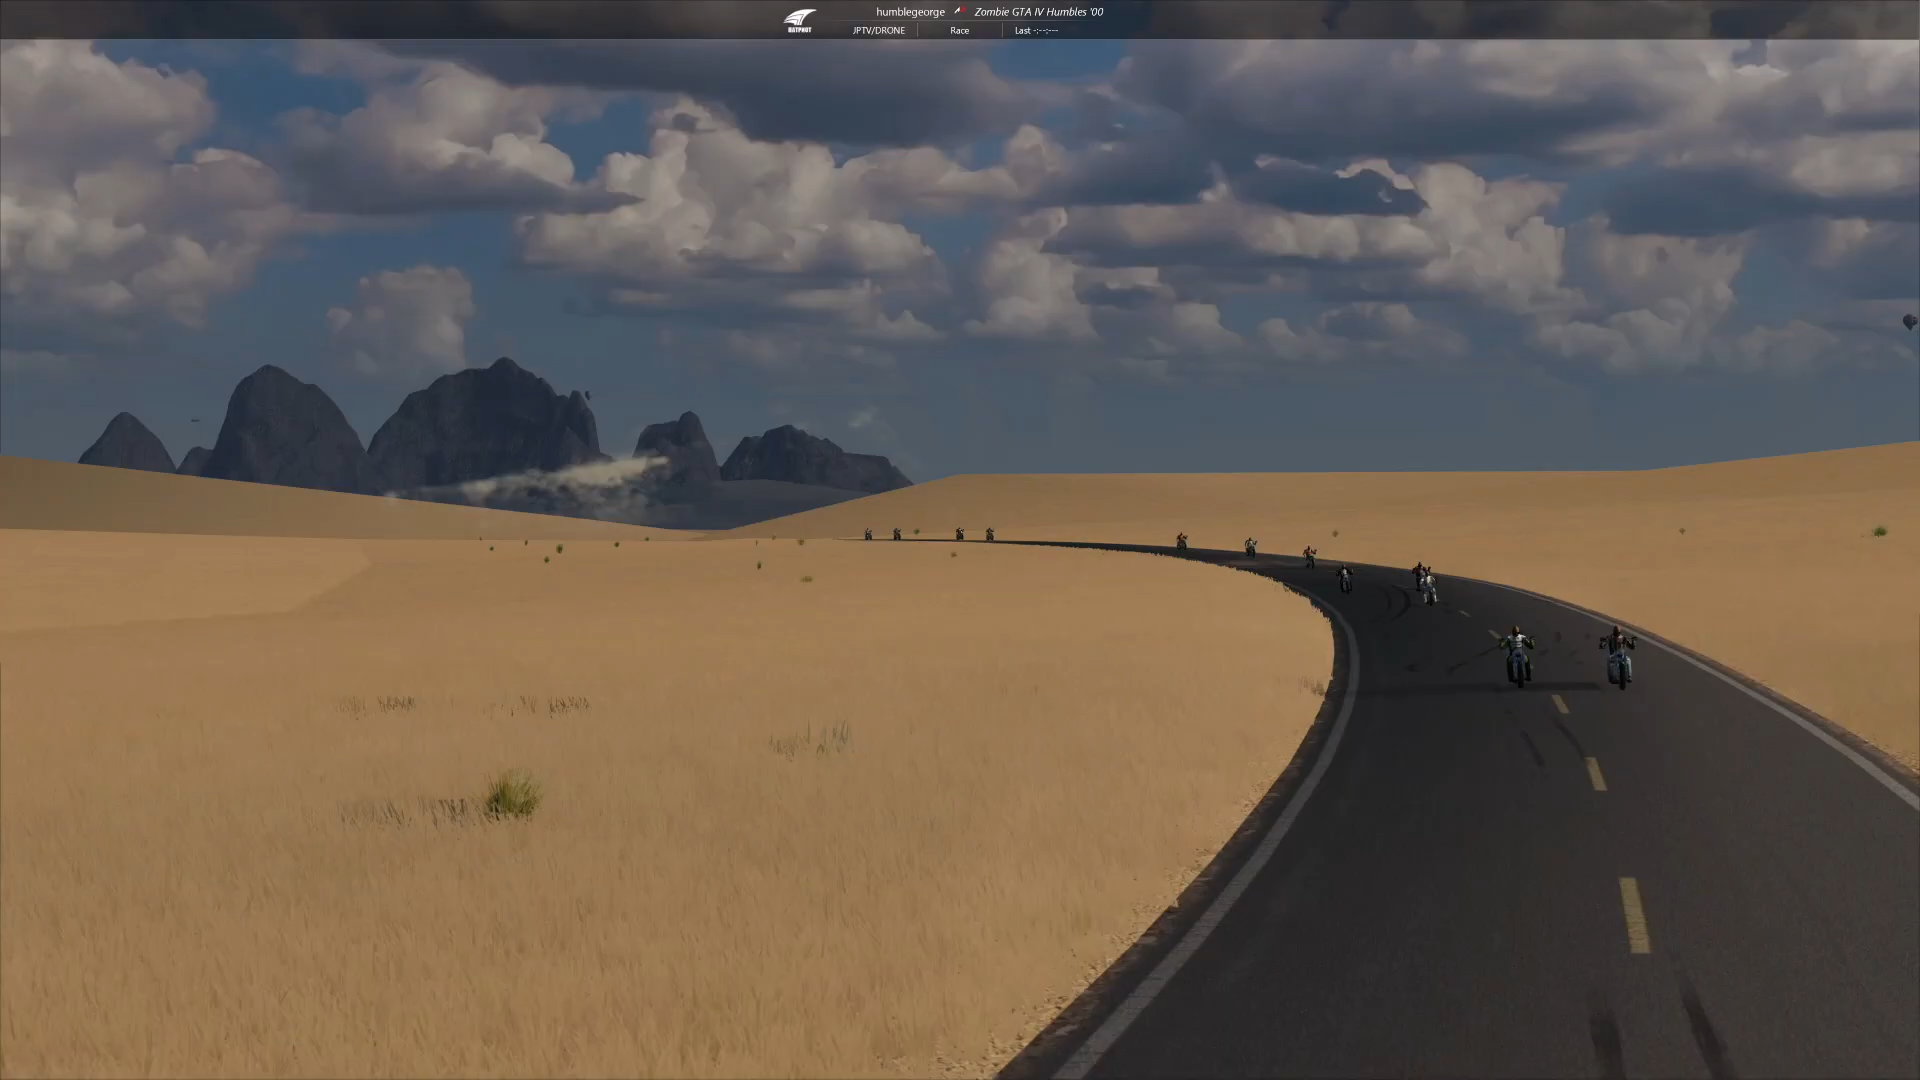 humblegeorge Zombie GTA IV Humbles '00
JPTV/DRONE Race Last -:--:---